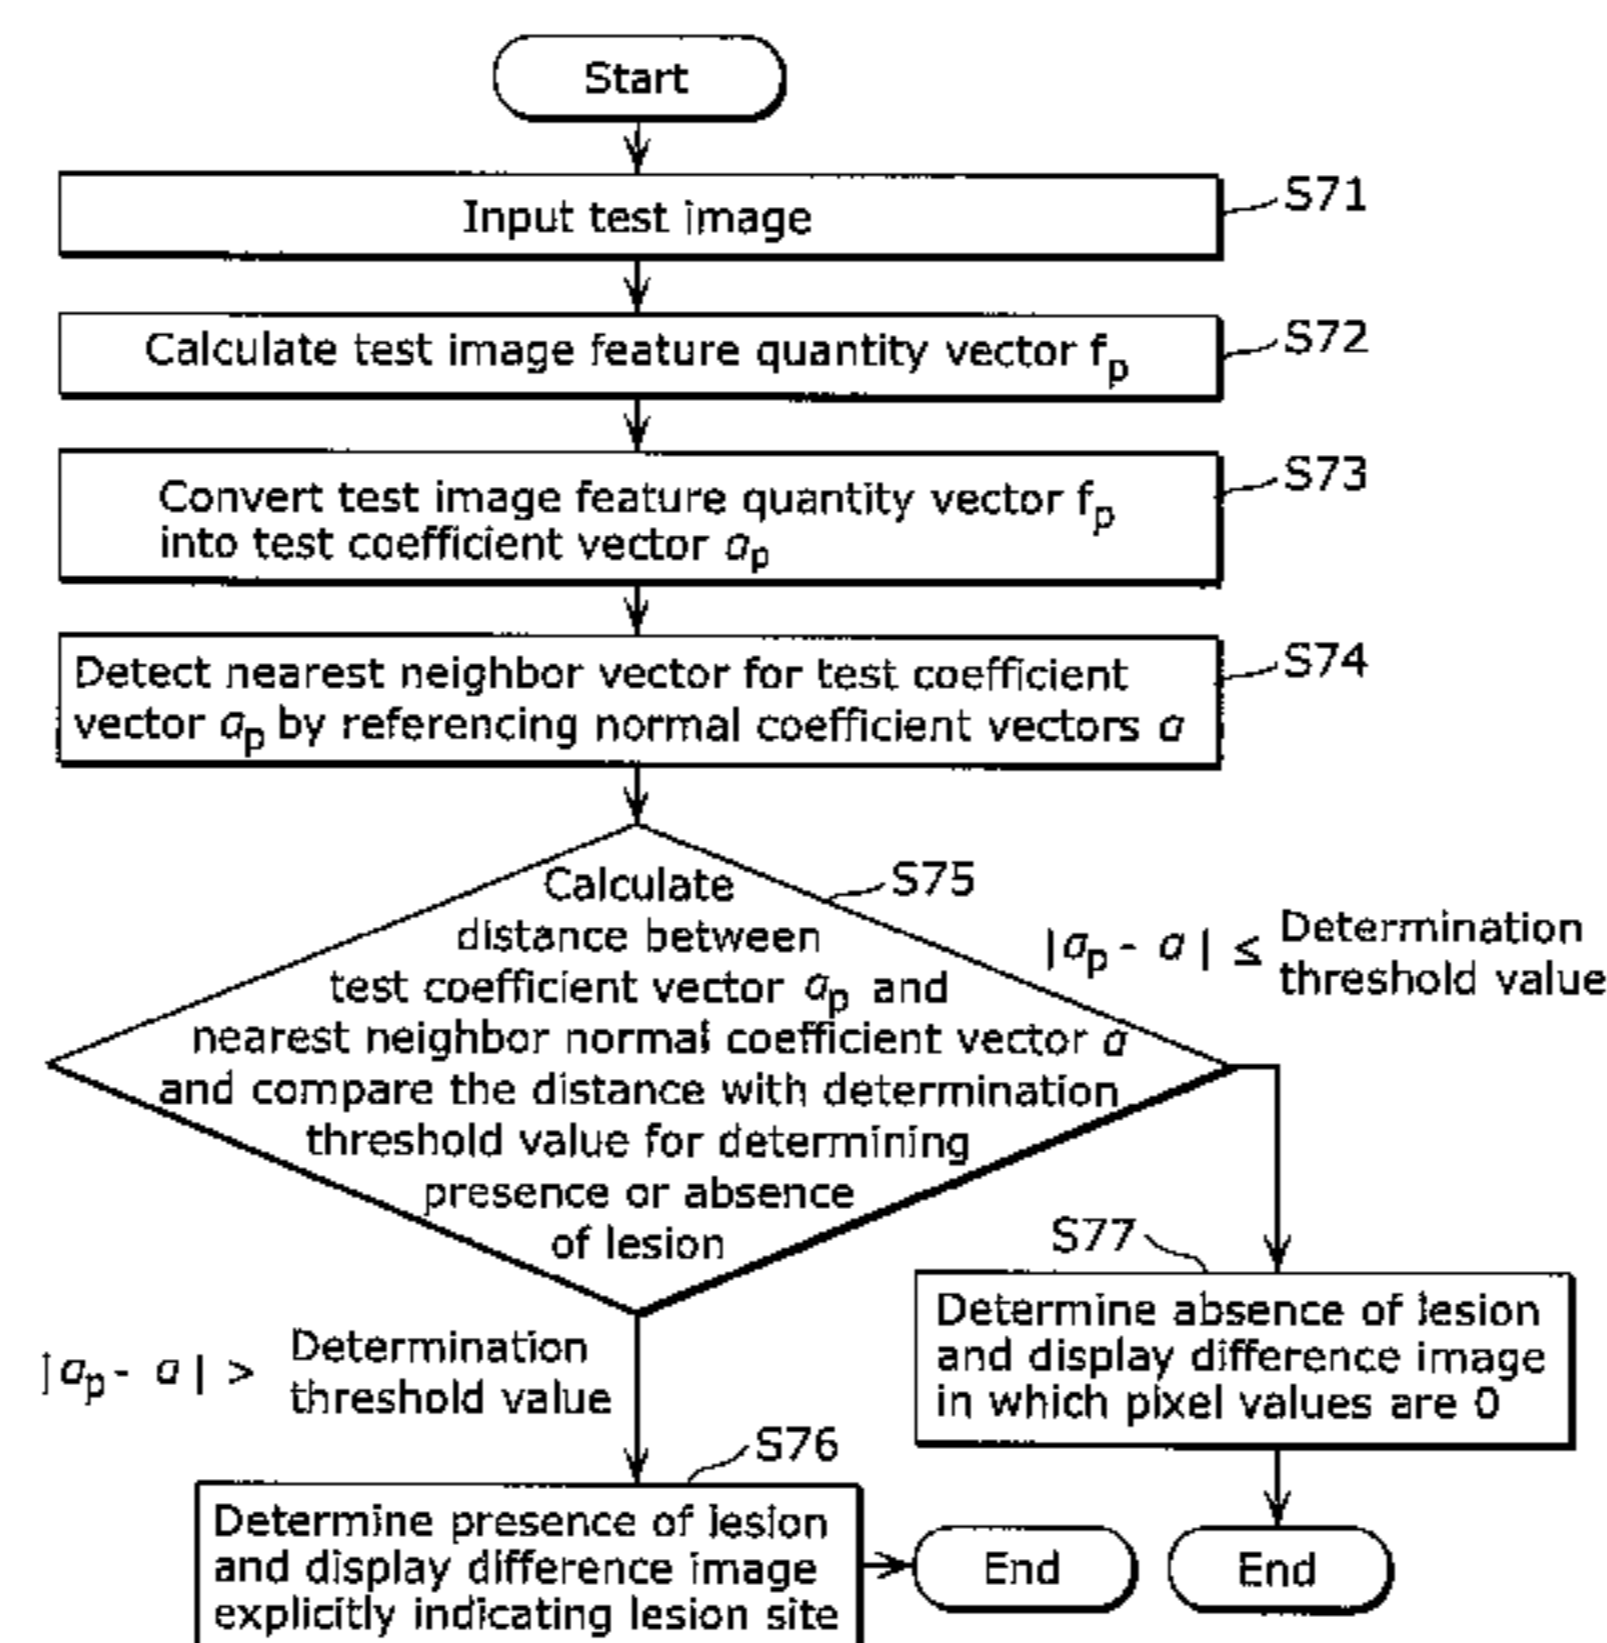 Start
Input test image
S71
Calculate test image feature quantity vector fp
S72
Convert test image feature quantity vector fp
into test coefficient vector ap
S73
Detect nearest neighbor vector for test coefficient
vector ap by referencing normal coefficient vectors a
S74
Calculate
distance between
test coefficient vector ap and
nearest neighbor normal coefficient vector a
and compare the distance with determination
threshold value for determining
presence or absence
of lesion
S75
|ap - a| ≤ Determination
threshold value
S77
Determine absence of lesion
and display difference image
in which pixel values are 0
|ap - a| > Determination
threshold value
S76
Determine presence of lesion
and display difference image
explicitly indicating lesion site
End
End